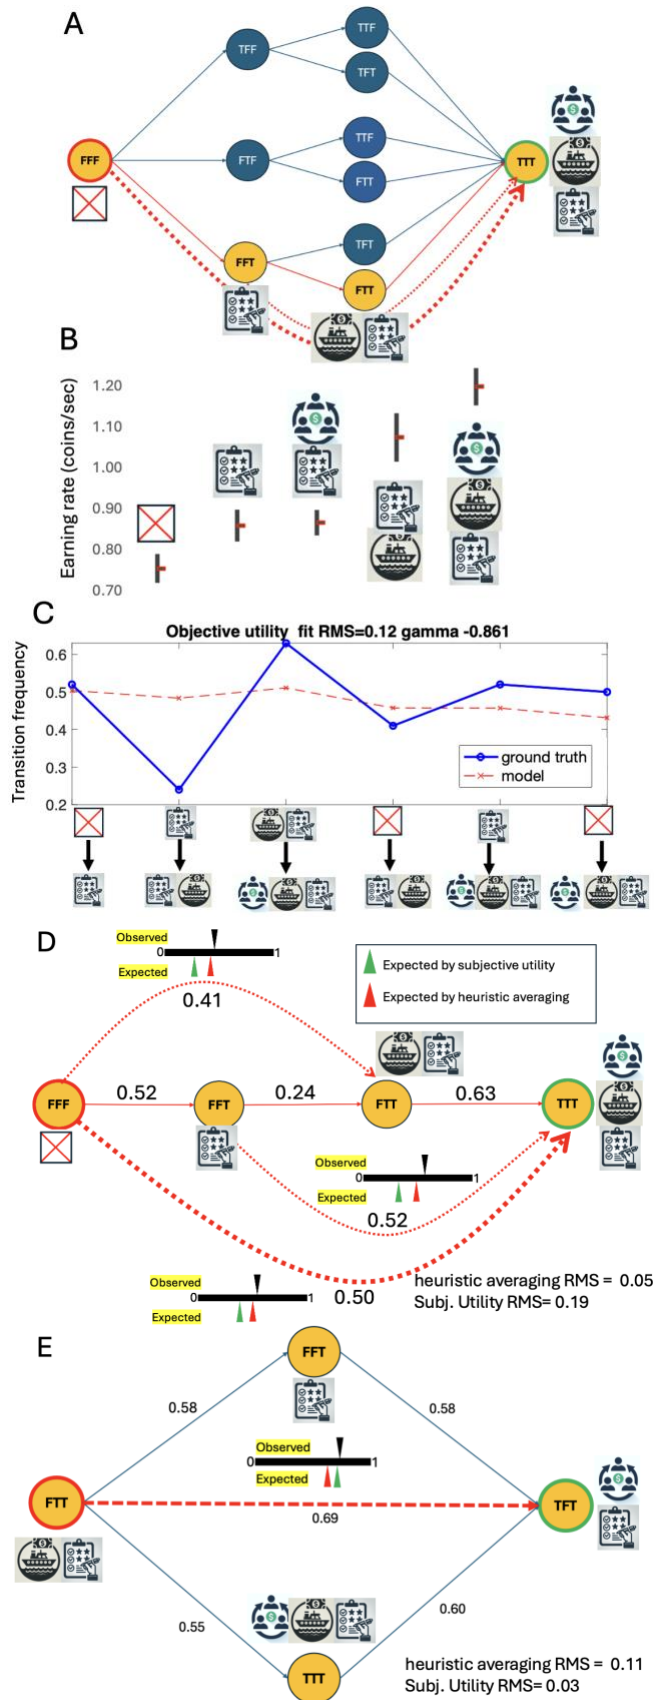 A
TTF
TFF
TFT
TTF
FFF
FTF
TTT
FTT
TFT
FFT
FTT
B
Earning rate (coins/sec)
1.20
1.10
1.00
0.90
0.80
0.70
C
Objective utility fit RMS=0.12 gamma -0.861
Transition frequency
0.6
0.5
0.4
0.3
0.2
ground truth
model
D
Observed
0 1
Expected
0.41
Expected by subjective utility
Expected by heuristic averaging
FFF
0.52
FFT
0.24
FTT
0.63
TTT
Observed
0 1
Expected
0.52
Observed
0 1
Expected
0.50
heuristic averaging RMS = 0.05
Subj. Utility RMS= 0.19
E
FFT
0.58
0.58
Observed
0 1
Expected
FTT
TFT
0.69
0.55
0.60
TTT
heuristic averaging RMS = 0.11
Subj. Utility RMS= 0.03